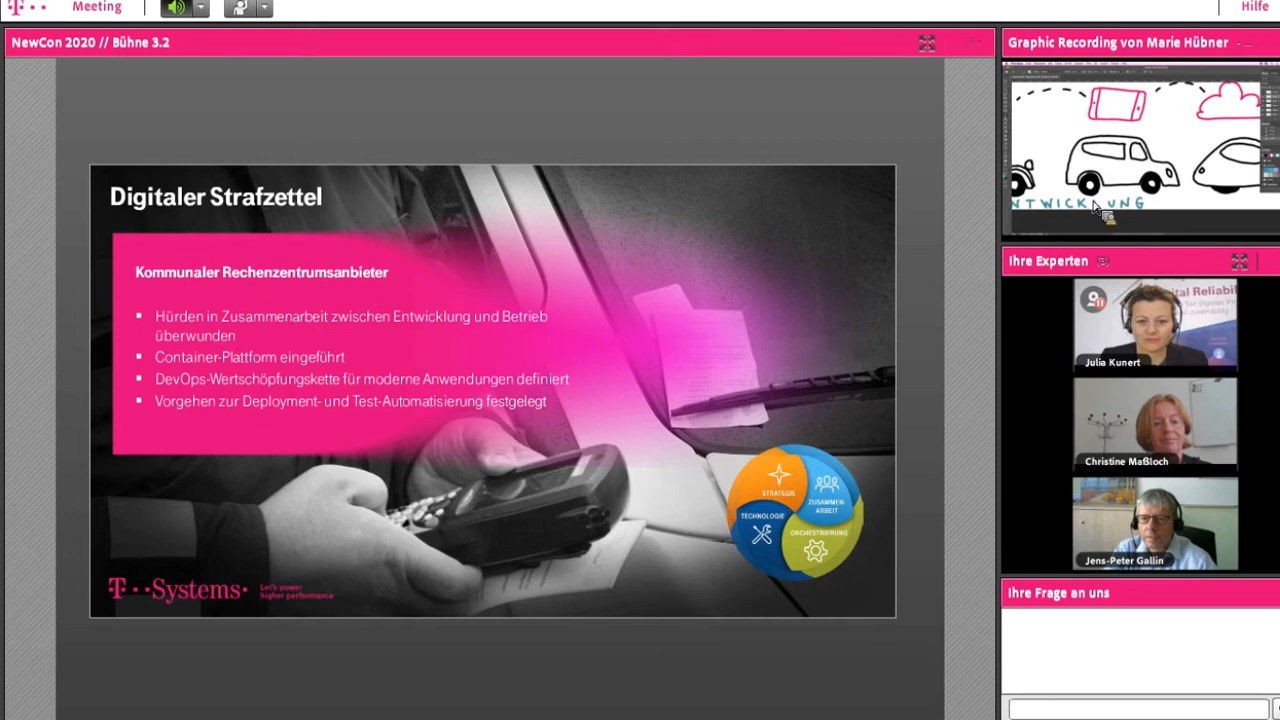 T
Meeting
Hilfe
NewCon 2020 // Bühne 3.2
Digitaler Strafzettel
Kommunaler Rechenzentrumsanbieter
Hürden in Zusammenarbeit zwischen Entwicklung und Betrieb
überwunden
Container-Plattform eingeführt
DevOps-Wertschöpfungskette für moderne Anwendungen definiert
Vorgehen zur Deployment- und Test-Automatisierung festgelegt
STRATEGIE
ZUSAMMEN-
ARBEIT
TECHNOLOGIE
ORCHESTRIERUNG
T··Systems·
Let's power
higher performance
Graphic Recording von Marie Hübner - ...
NTWICKLUNG
Ihre Experten
ital Reliabil
Julia Kunert
Christine Maßloch
Jens-Peter Gallin
Ihre Frage an uns